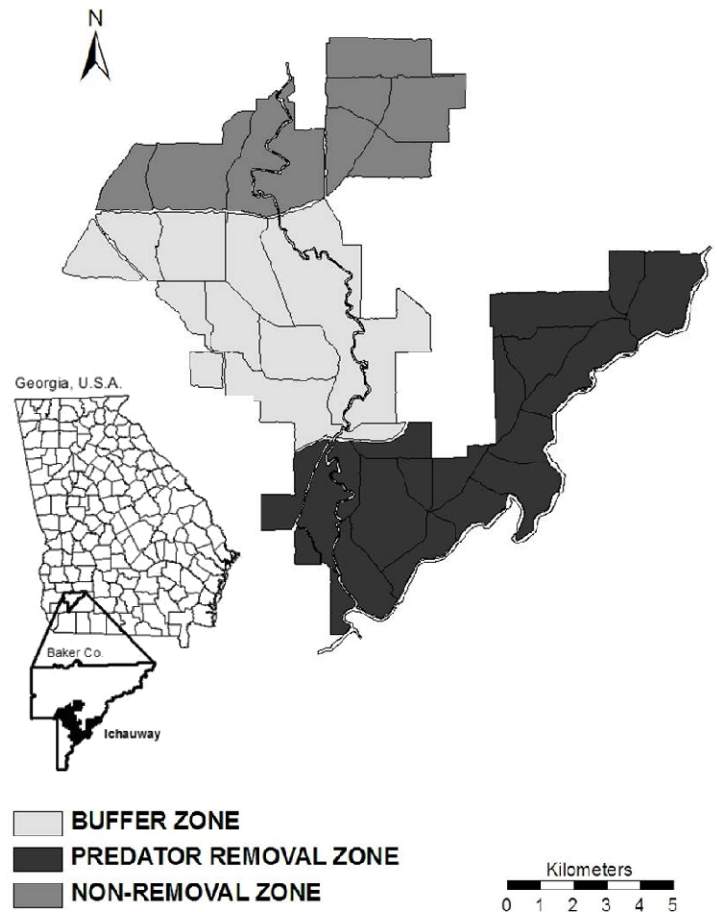 N
Georgia, U.S.A.
Baker Co.
Ichauway
BUFFER ZONE
PREDATOR REMOVAL ZONE
NON-REMOVAL ZONE
Kilometers
0 1 2 3 4 5